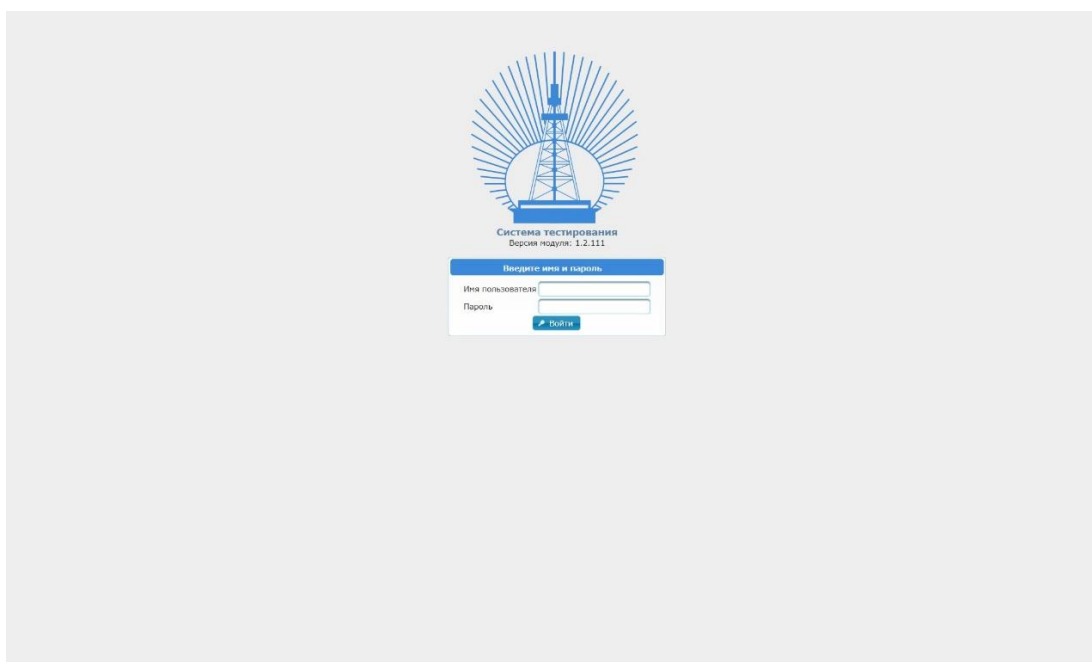 Система тестирования
Версия модуля: 1.2.111
Введите имя и пароль
Имя пользователя
Пароль
Войти